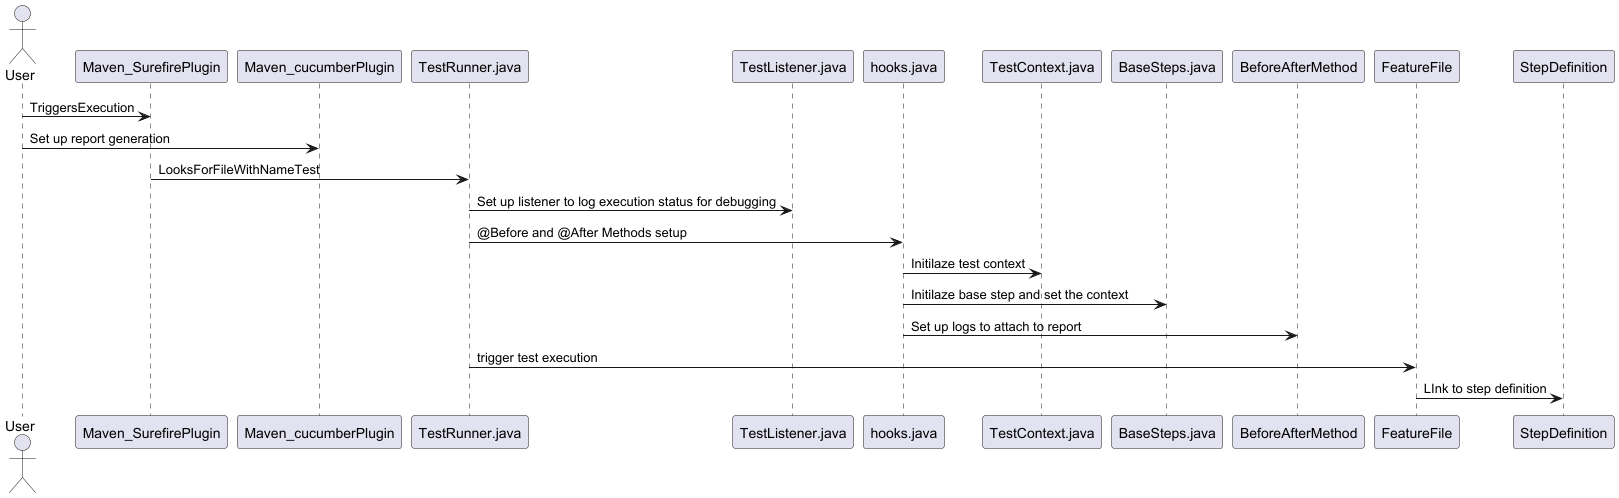 User
Maven_SurefirePlugin
Maven_cucumberPlugin
TestRunner.java
TestListener.java
hooks.java
TestContext.java
BaseSteps.java
BeforeAfterMethod
FeatureFile
StepDefinition
TriggersExecution
Set up report generation
LooksForFileWithNameTest
Set up listener to log execution status for debugging
@Before and @After Methods setup
Initilaze test context
Initilaze base step and set the context
Set up logs to attach to report
trigger test execution
LInk to step definition
User
Maven_SurefirePlugin
Maven_cucumberPlugin
TestRunner.java
TestListener.java
hooks.java
TestContext.java
BaseSteps.java
BeforeAfterMethod
FeatureFile
StepDefinition